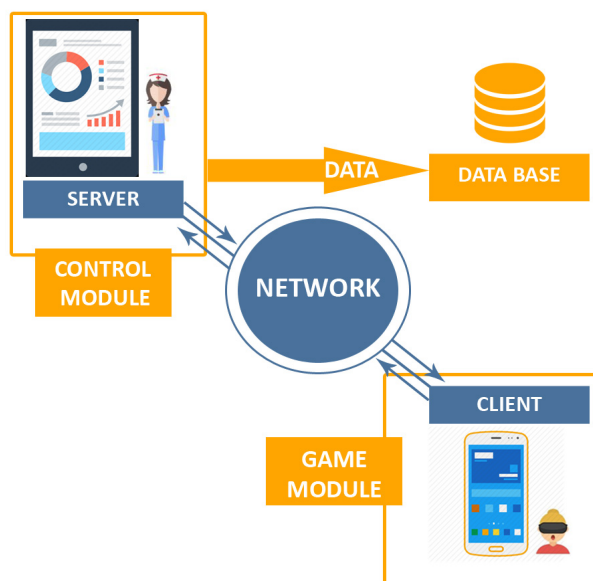 DATA
DATA BASE
SERVER
CONTROL
MODULE
NETWORK
CLIENT
GAME
MODULE